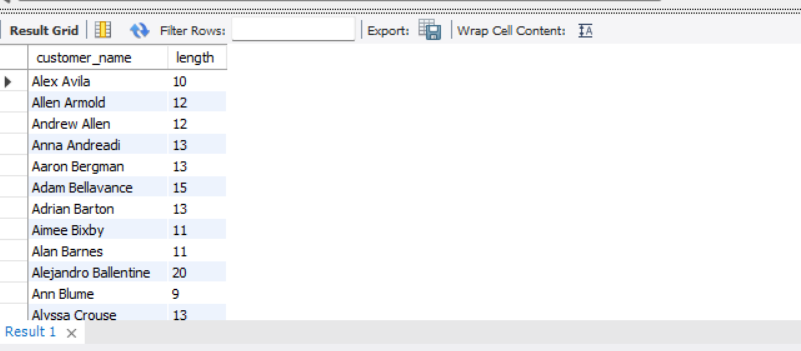 Result Grid Filter Rows: Export: Wrap Cell Content: IA
customer_name length
Alex Avila 10
Allen Armold 12
Andrew Allen 12
Anna Andreadi 13
Aaron Bergman 13
Adam Bellavance 15
Adrian Barton 13
Aimee Bixby 11
Alan Barnes 11
Alejandro Ballentine 20
Ann Blume 9
Alyssa Crouse 13
Result 1 ×